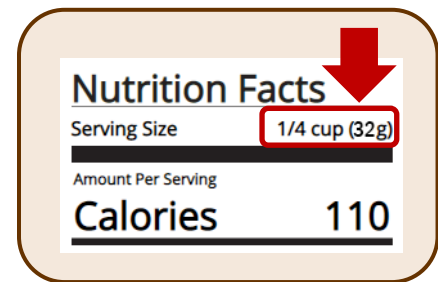 Nutrition Facts
Serving Size 1/4 cup (32g)
Amount Per Serving
Calories 110